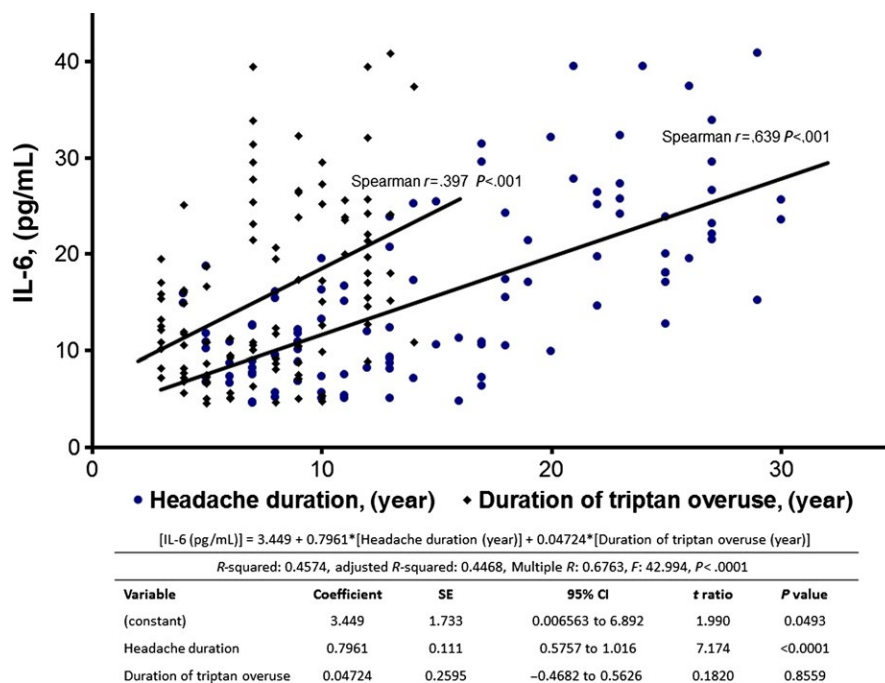 IL-6, (pg/mL)
40
30
20
10
0
Spearman r=.397 P<.001
Spearman r=.639 P<.001
0 10 20 30
● Headache duration, (year) ◆ Duration of triptan overuse, (year)
[IL-6 (pg/mL)] = 3.449 + 0.7961*[Headache duration (year)] + 0.04724*[Duration of triptan overuse (year)]
R-squared: 0.4574, adjusted R-squared: 0.4468, Multiple R: 0.6763, F: 42.994, P< .0001
Variable Coefficient SE 95% CI t ratio P value
(constant) 3.449 1.733 0.006563 to 6.892 1.990 0.0493
Headache duration 0.7961 0.111 0.5757 to 1.016 7.174 <0.0001
Duration of triptan overuse 0.04724 0.2595 −0.4682 to 0.5626 0.1820 0.8559